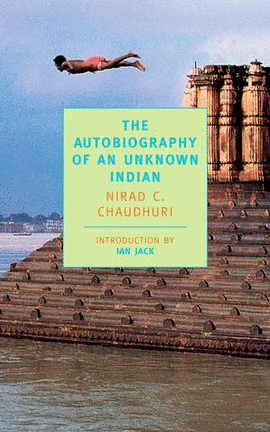 THE
AUTOBIOGRAPHY
OF AN UNKNOWN
INDIAN
NIRAD C.
CHAUDHURI
INTRODUCTION BY
IAN JACK